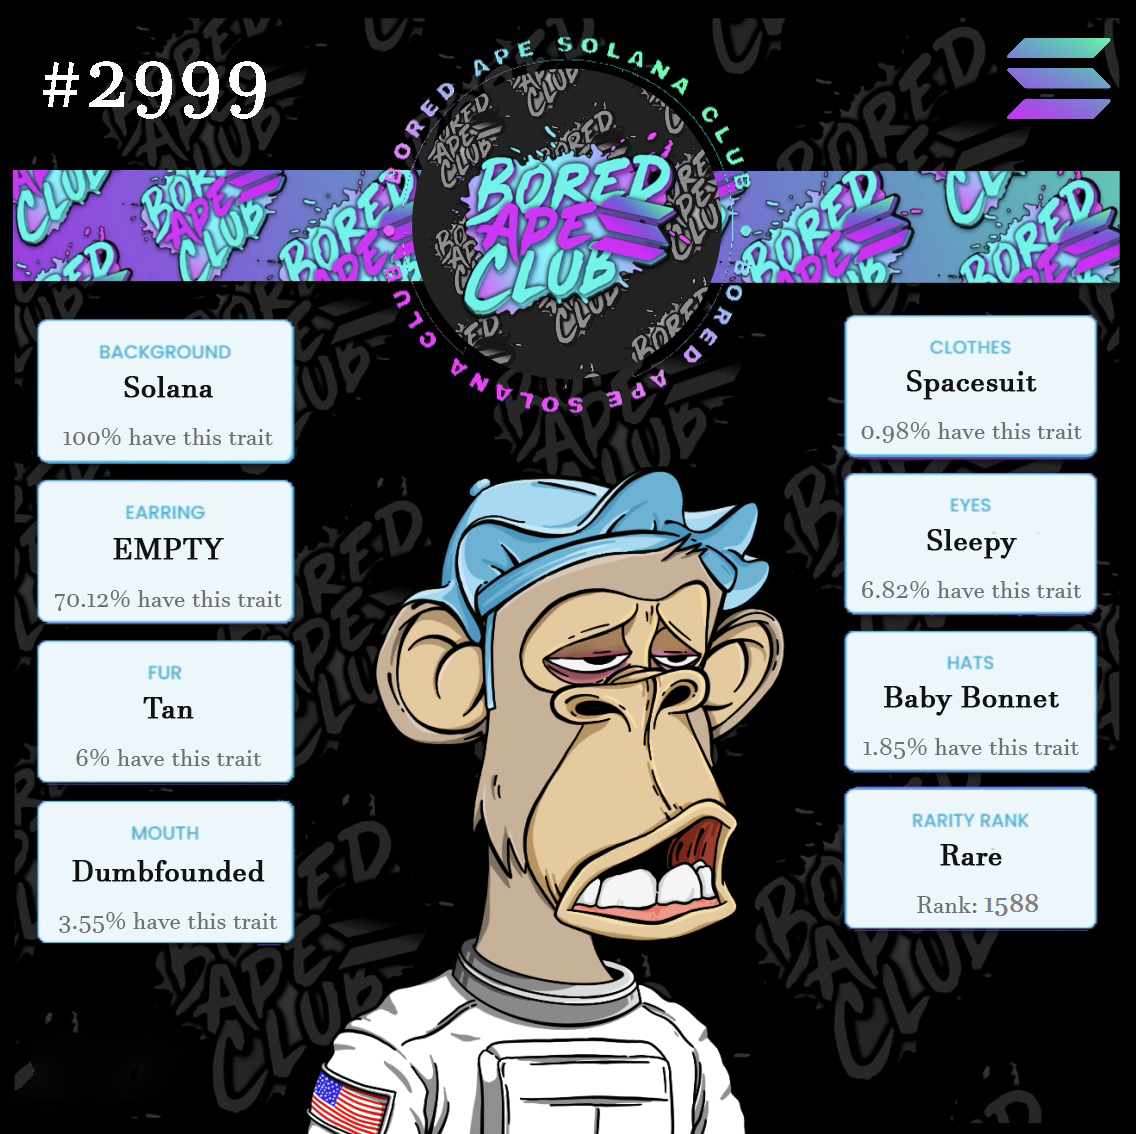 #2999
BORED APE SOLANA CLUB
BORED
APE
CLUB
BORED APE SOLANA CLUB
BACKGROUND
Solana
100% have this trait
EARRING
EMPTY
70.12% have this trait
FUR
Tan
6% have this trait
MOUTH
Dumbfounded
3.55% have this trait
CLOTHES
Spacesuit
0.98% have this trait
EYES
Sleepy
6.82% have this trait
HATS
Baby Bonnet
1.85% have this trait
RARITY RANK
Rare
Rank: 1588